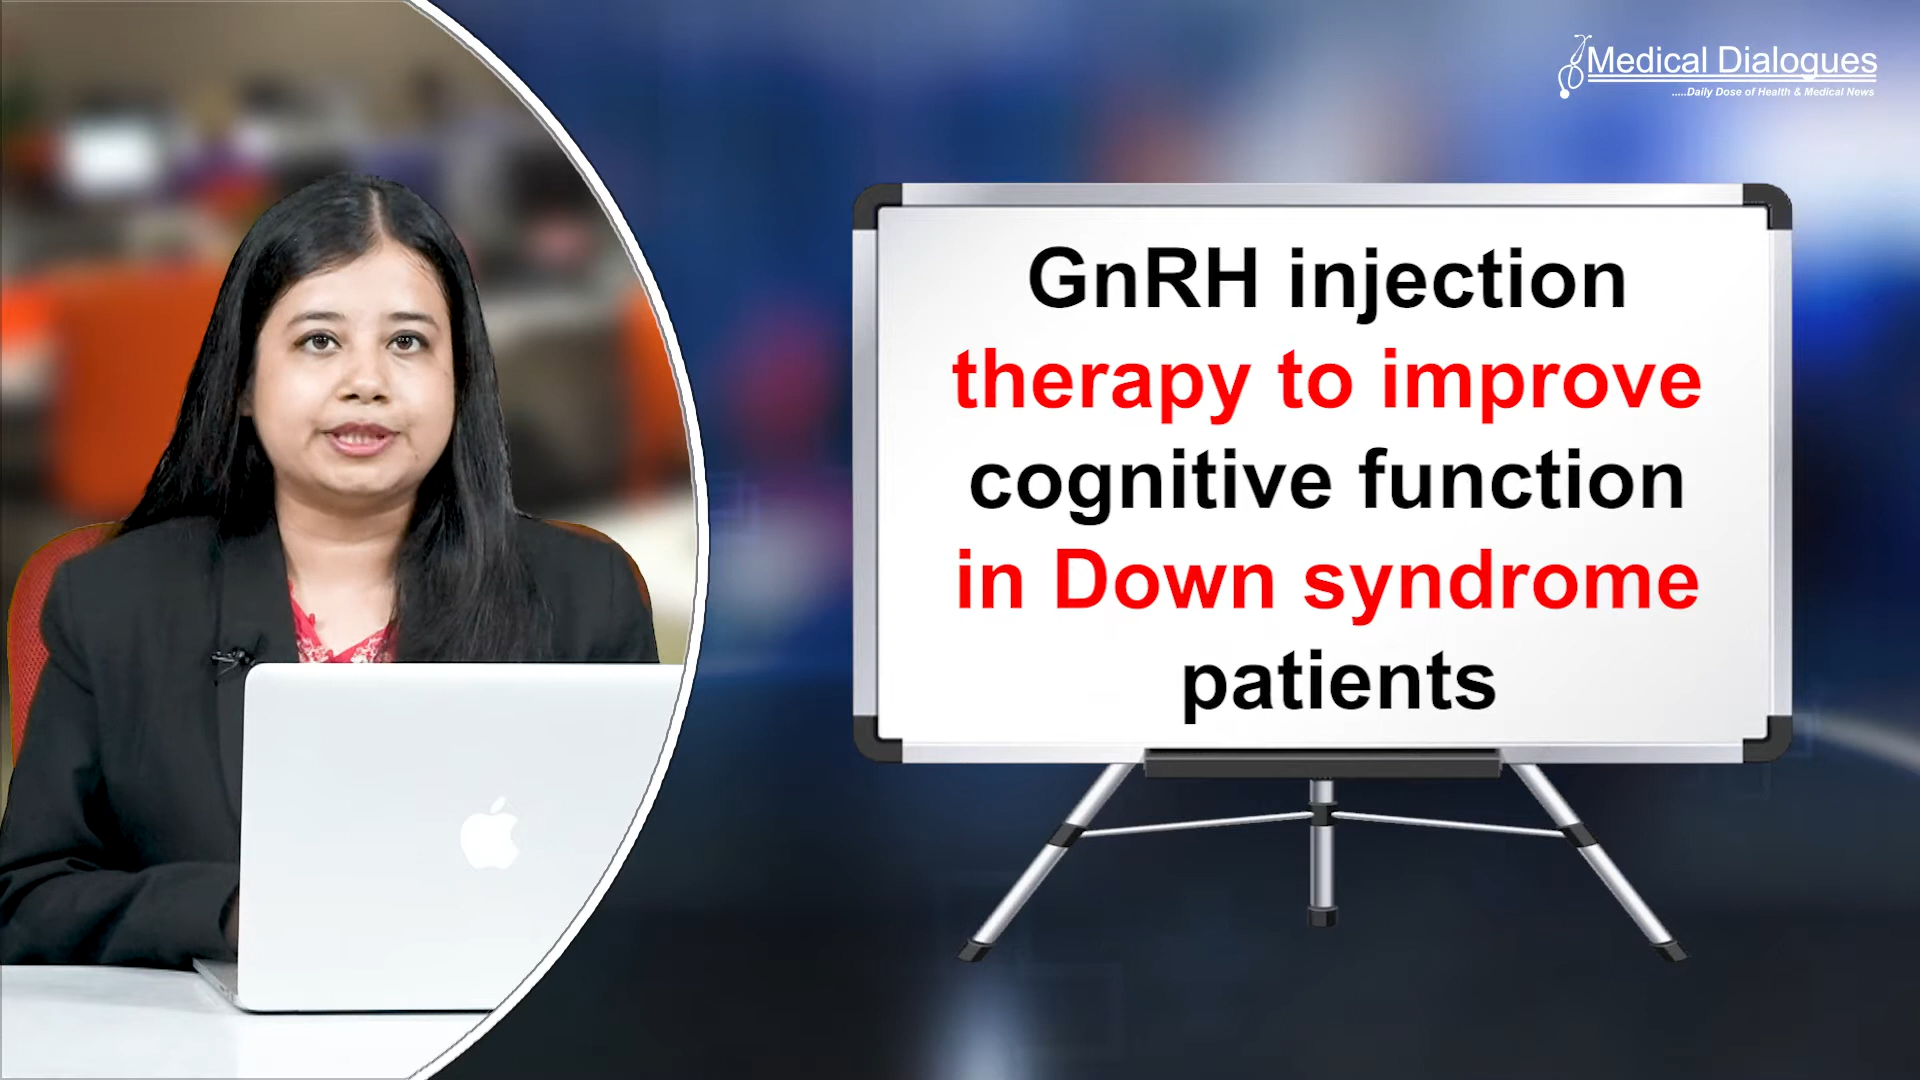 Medical Dialogues
.....Daily Dose of Health & Medical News
GnRH injection
therapy to improve
cognitive function
in Down syndrome
patients